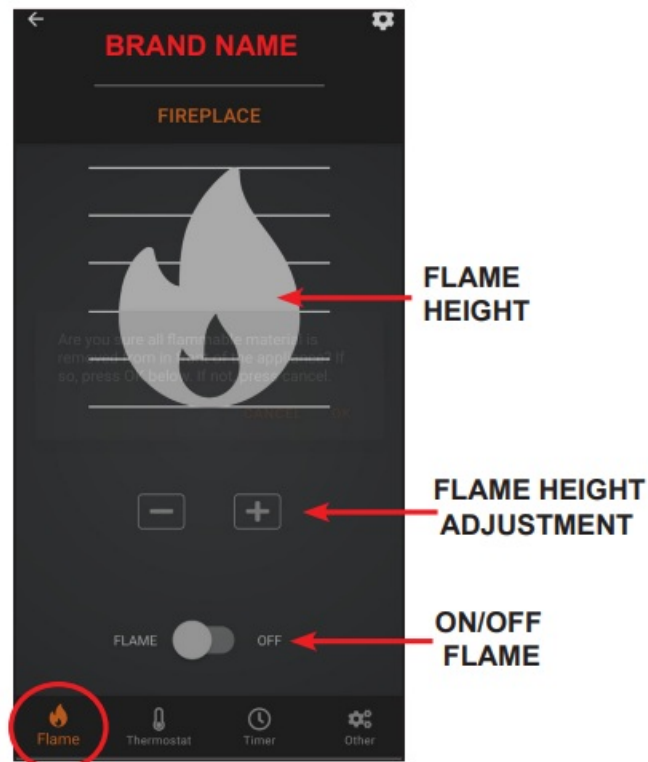 BRAND NAME
FIREPLACE
FLAME
HEIGHT
Are you sure all flammable material is
removed from in front of the appliance? If
so, press OK below. If not, press cancel.
CANCEL OK
FLAME HEIGHT
ADJUSTMENT
FLAME OFF
ON/OFF
FLAME
Flame Thermostat Timer Other